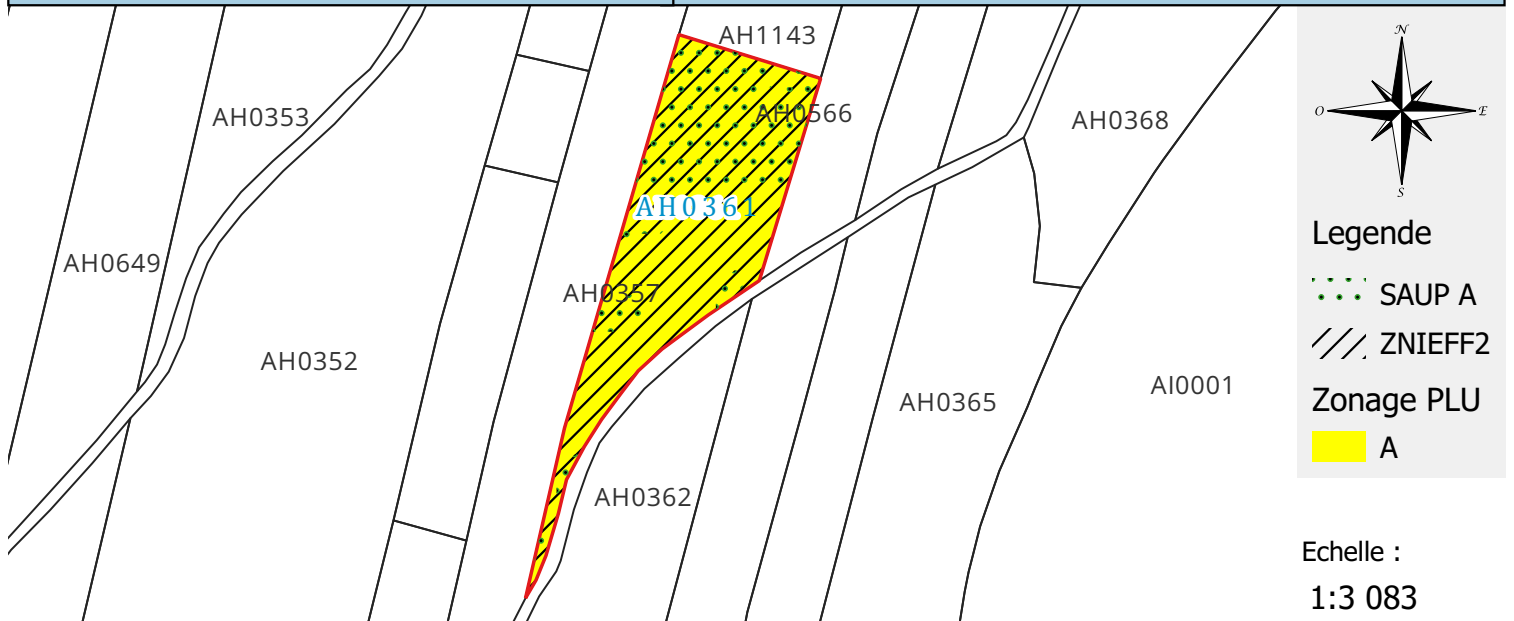 AH1143
AH0353
AH0566
AH0368
N
O
E
S
AH0361
Legende
AH0649
AH0357
SAUP A
ZNIEFF2
AH0352
AI0001
Zonage PLU
AH0365
A
AH0362
Echelle :
1:3 083